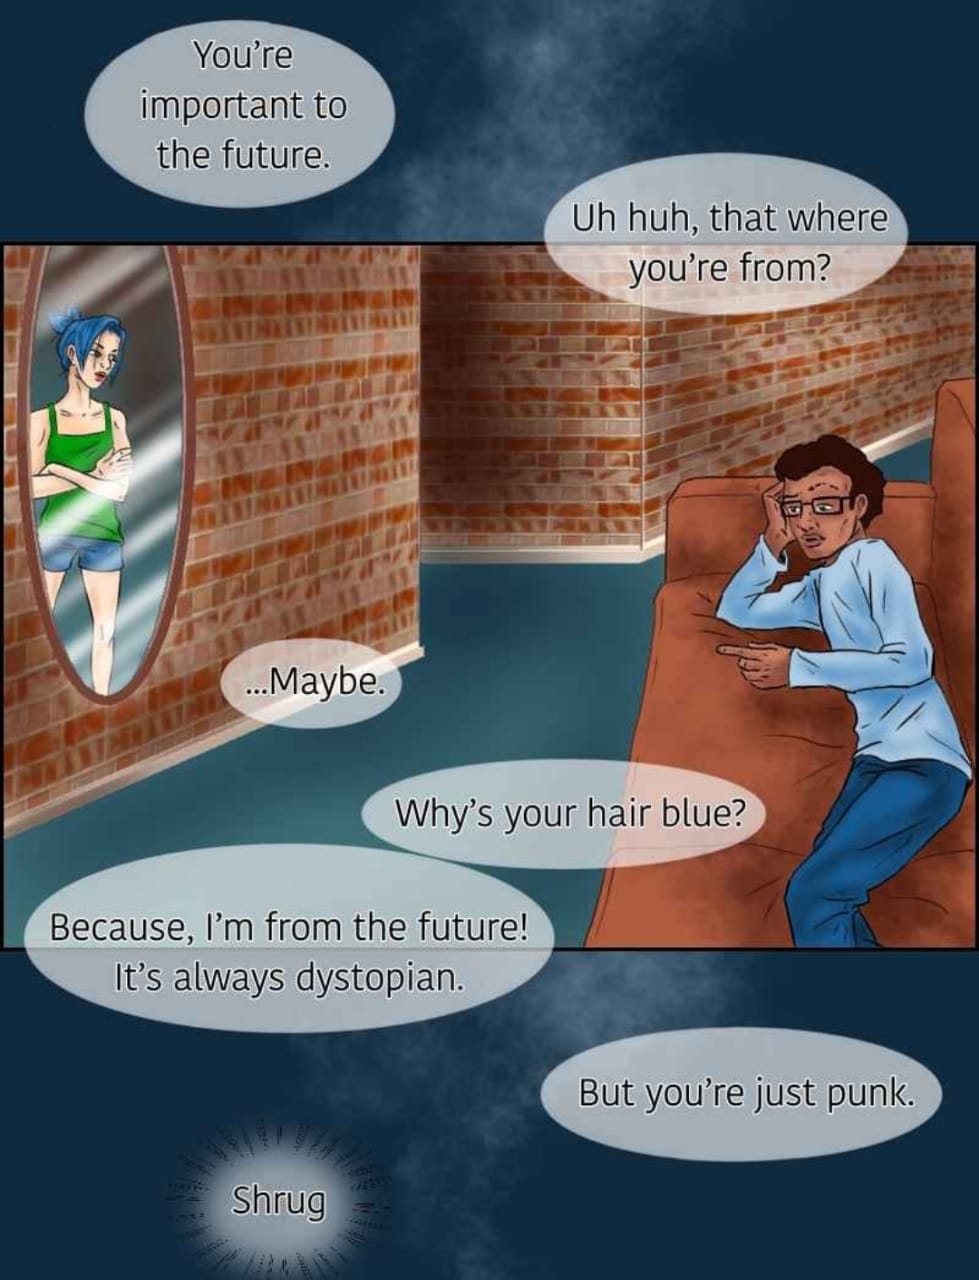 You're
important to
the future.
Uh huh, that where
you're from?
...Maybe.
Why's your hair blue?
Because, I'm from the future!
It's always dystopian.
But you're just punk.
Shrug